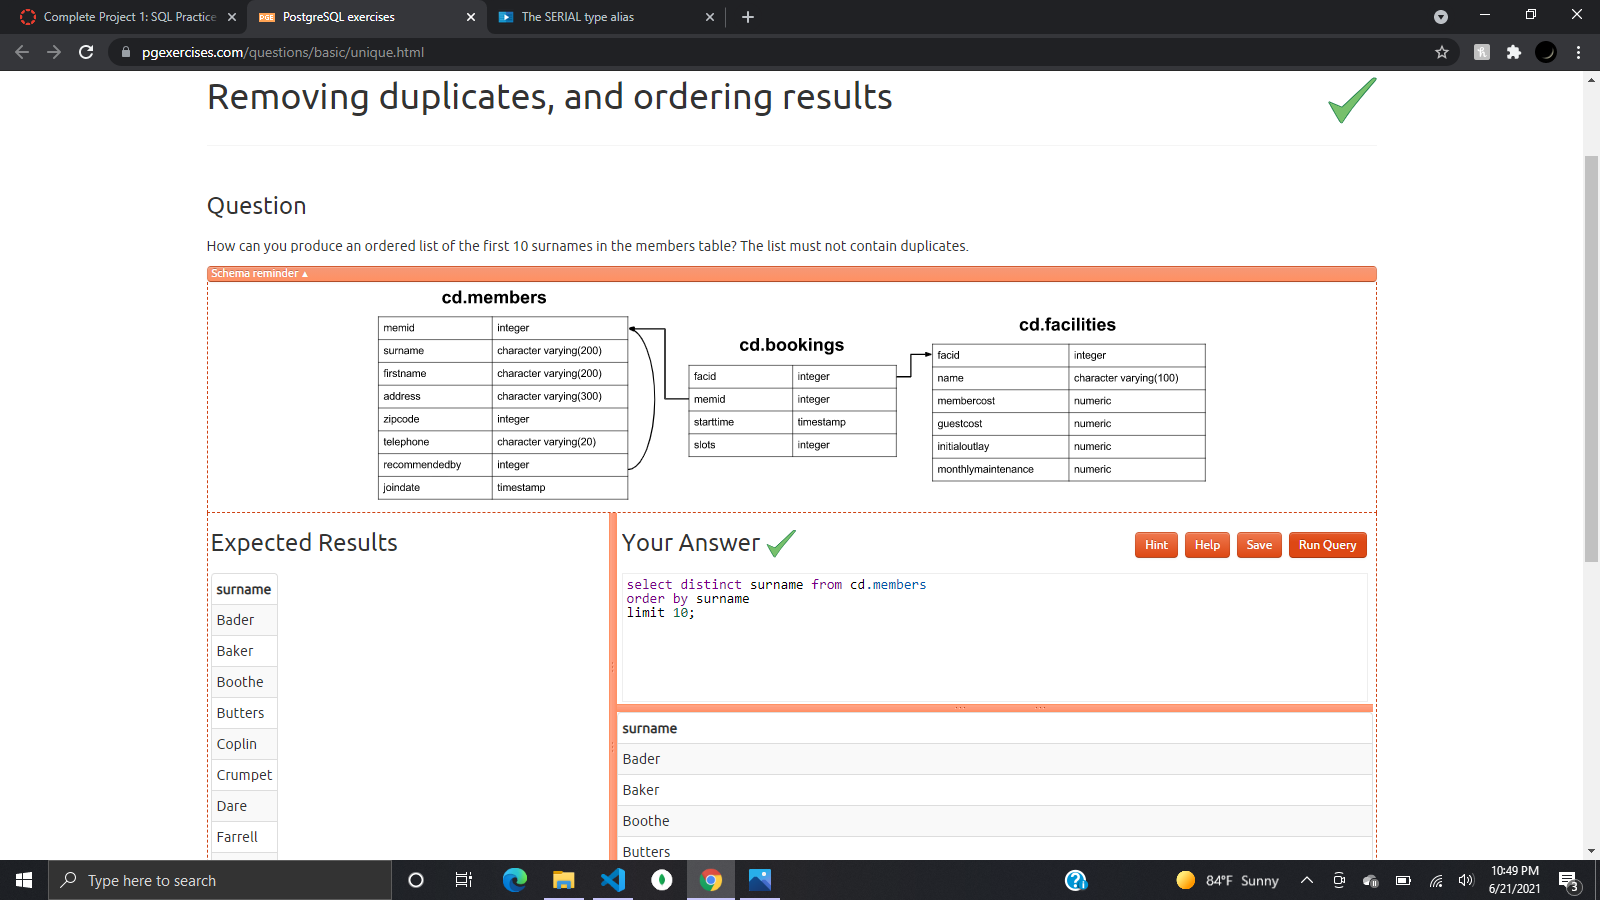 Complete Project 1: SQL Practice
PGE PostgreSQL exercises
The SERIAL type alias
pgexercises.com/questions/basic/unique.html
Removing duplicates, and ordering results
Question
How can you produce an ordered list of the first 10 surnames in the members table? The list must not contain duplicates.
Schema reminder ▲
cd.members
memid integer
surname character varying(200)
firstname character varying(200)
address character varying(300)
zipcode integer
telephone character varying(20)
recommendedby integer
joindate timestamp
cd.bookings
facid integer
memid integer
starttime timestamp
slots integer
cd.facilities
facid integer
name character varying(100)
membercost numeric
guestcost numeric
initialoutlay numeric
monthlymaintenance numeric
Expected Results
surname
Bader
Baker
Boothe
Butters
Coplin
Crumpet
Dare
Farrell
Your Answer
Hint Help Save Run Query
select distinct surname from cd.members
order by surname
limit 10;
surname
Bader
Baker
Boothe
Butters
Type here to search
84°F Sunny
10:49 PM
6/21/2021
3